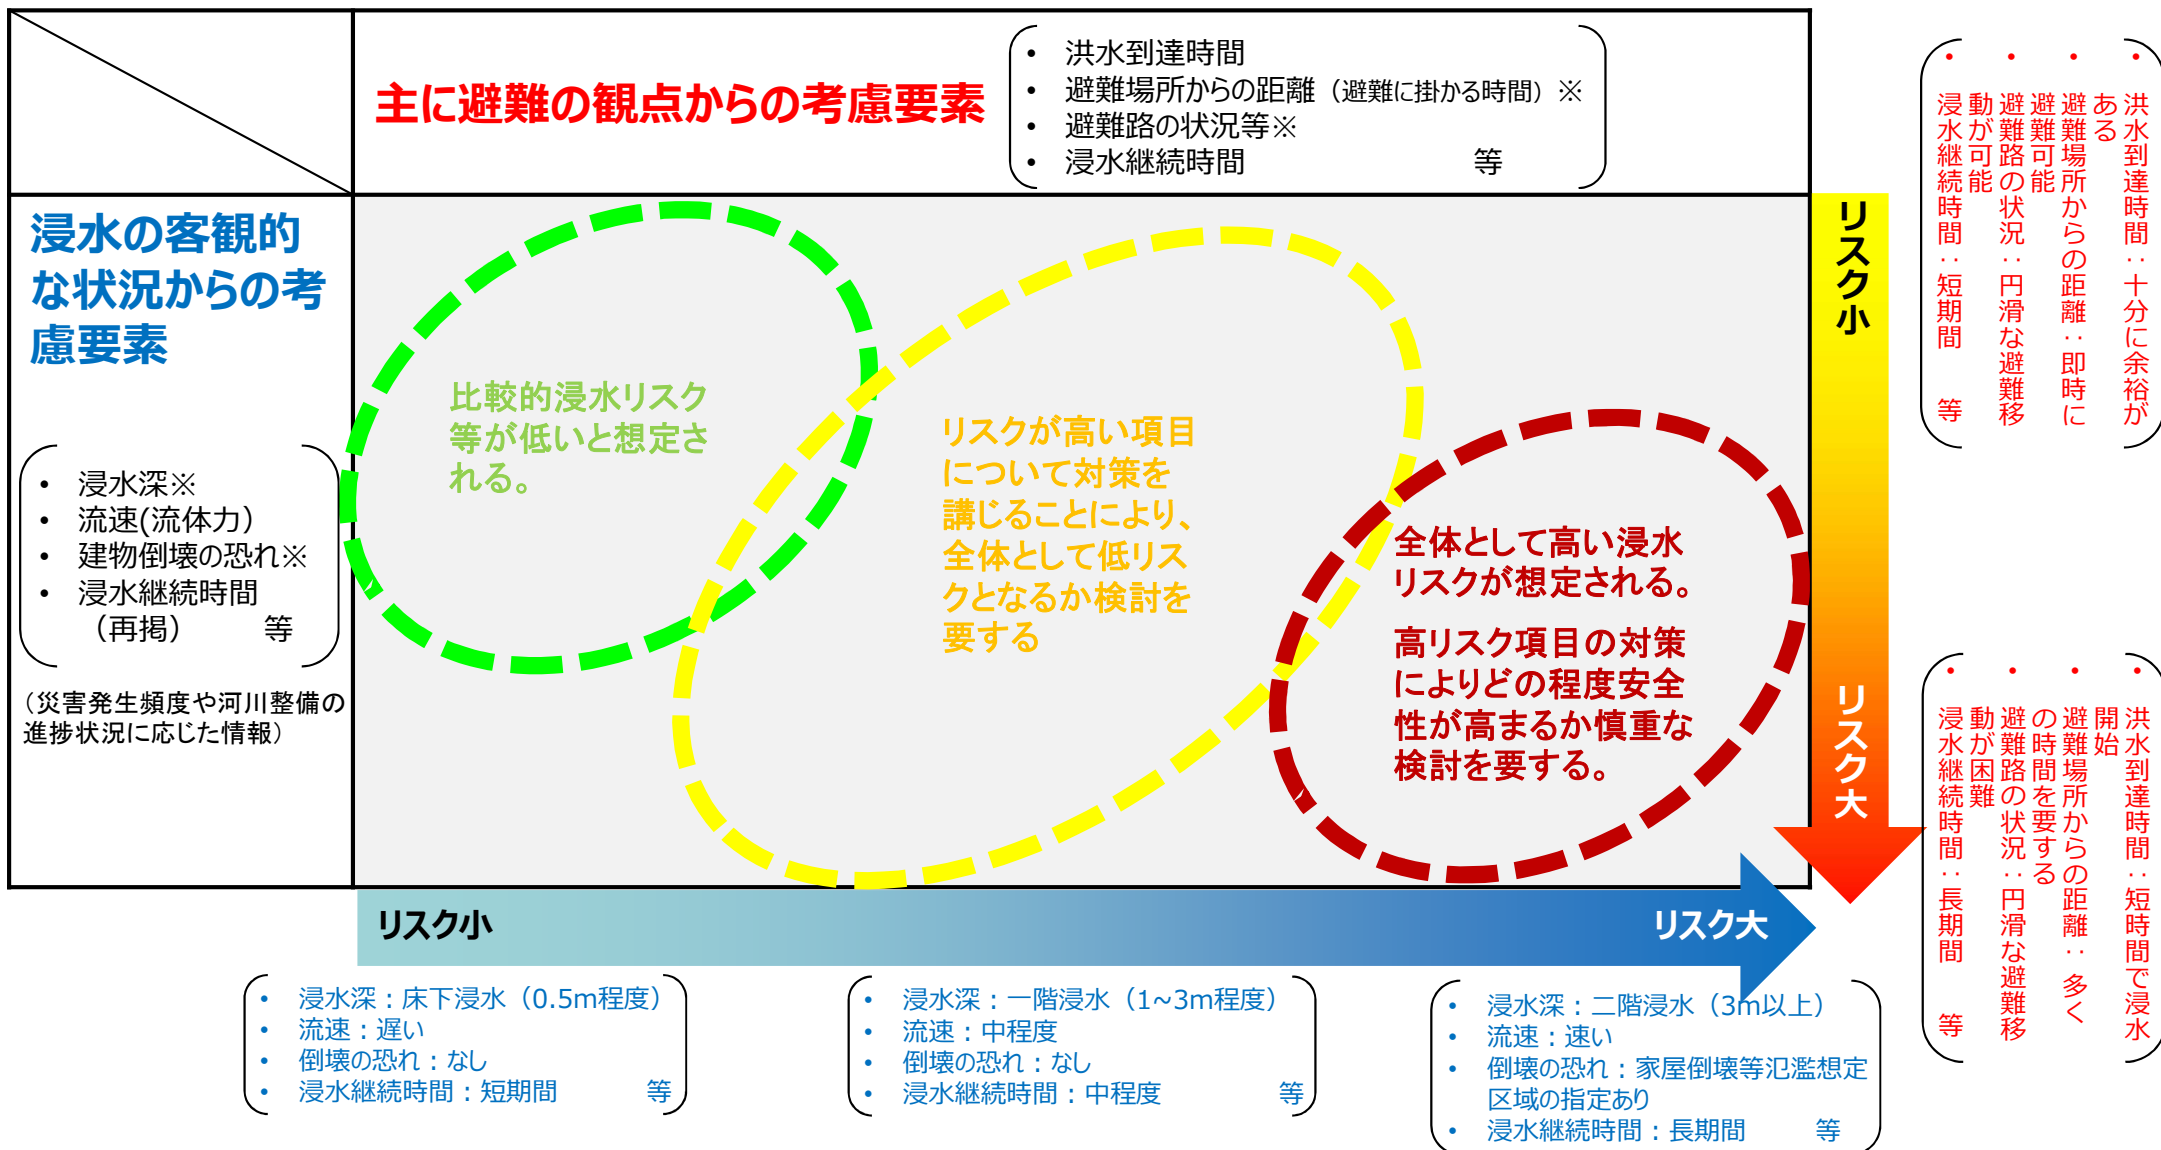 主に避難の観点からの考慮要素
• 洪水到達時間
• 避難場所からの距離（避難に掛かる時間）※
• 避難路の状況等※
• 浸水継続時間 等
浸水の客観的
な状況からの考
慮要素
• 浸水深※
• 流速(流体力）
• 建物倒壊の恐れ※
• 浸水継続時間
（再掲） 等
（災害発生頻度や河川整備の
進捗状況に応じた情報）
比較的浸水リスク
等が低いと想定さ
れる。
リスクが高い項目
について対策を
講じることにより、
全体として低リス
クとなるか検討を
要する
全体として高い浸水
リスクが想定される。
高リスク項目の対策
によりどの程度安全
性が高まるか慎重な
検討を要する。
リスク小
リスク大
• 洪水到達時間：十分に余裕が
ある
• 避難場所からの距離：即時に
避難可能
• 避難路の状況：円滑な避難移
動が可能
• 浸水継続時間：短期間 等
• 洪水到達時間：短時間で浸水
開始
• 避難場所からの距離：多く
の時間を要する
• 避難路の状況：円滑な避難移
動が困難
• 浸水継続時間：長期間 等
リスク小
リスク大
• 浸水深：床下浸水（0.5m程度）
• 流速：遅い
• 倒壊の恐れ：なし
• 浸水継続時間：短期間 等
• 浸水深：一階浸水（1~3m程度）
• 流速：中程度
• 倒壊の恐れ：なし
• 浸水継続時間：中程度 等
• 浸水深：二階浸水（3m以上）
• 流速：速い
• 倒壊の恐れ：家屋倒壊等氾濫想定
区域の指定あり
• 浸水継続時間：長期間 等